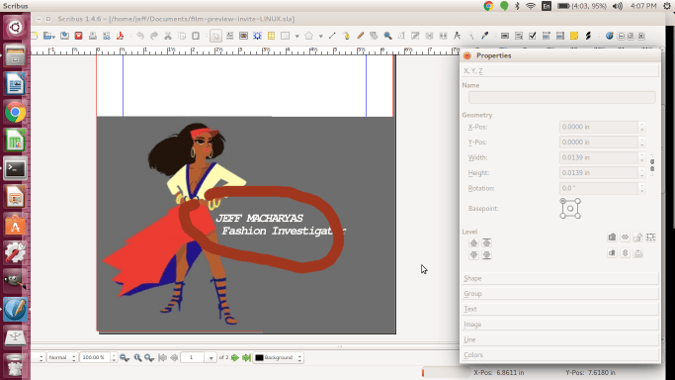 Scribus
(4:03, 95%)
4:07 PM
Scribus 1.4.6 - [/home/jeff/Documents/film-preview-invite-LINUX.sla]
Properties
X, Y, Z
Name
Geometry
X-Pos: 0.0000 in
Y-Pos: 0.0000 in
Width: 0.0139 in
Height: 0.0139 in
Rotation: 0.0 °
Basepoint:
Level
Shape
Group
Text
Image
Line
Colors
JEFF MACHARYAS
Fashion Investigator
Normal 100.00 % 1 of 2 Background
X-Pos: 6.8611 Y-Pos: 7.6180 in